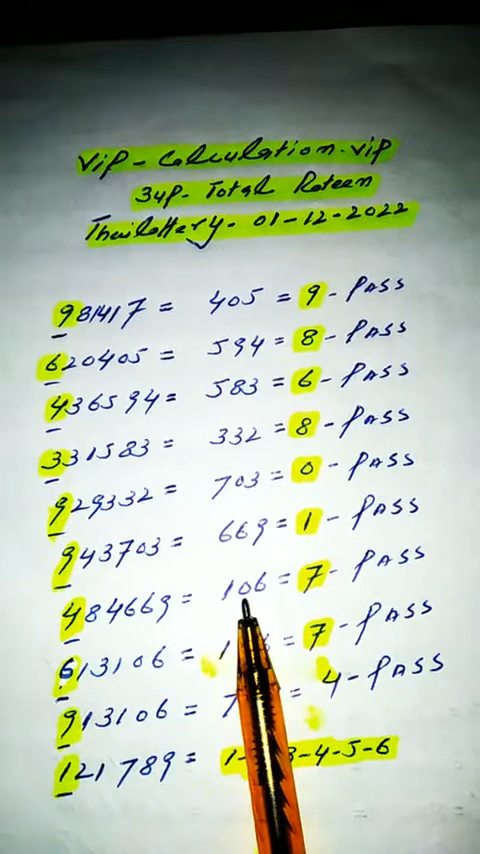 Vip - Calculation.vip
3up- Total Roteen
Thailottery- 01-12-2022
981417 = 405 = 9 - PASS
620405 = 594 = 8 - PASS
436594 = 583 = 6 - PASS
331583 = 332 = 8 - PASS
929332 = 703 = 0 - PASS
943703 = 669 = 1 - PASS
484669 = 106 = 7 - PASS
613106 = = 7 - PASS
913106 = = 4 - PASS
121789 = 3-4-5-6